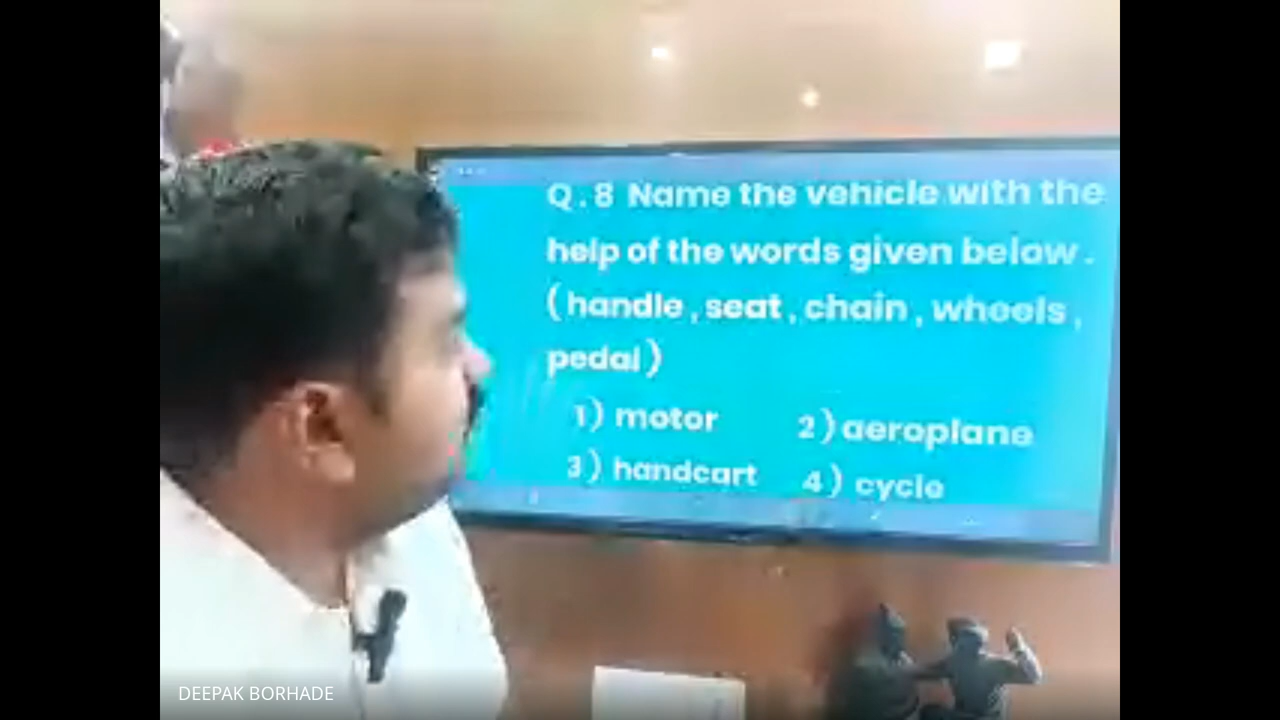 Q.8 Name the vehicle with the
help of the words given below.
(handle, seat, chain, wheels,
pedal)
1) motor 2) aeroplane
3) handcart 4) cycle
DEEPAK BORHADE